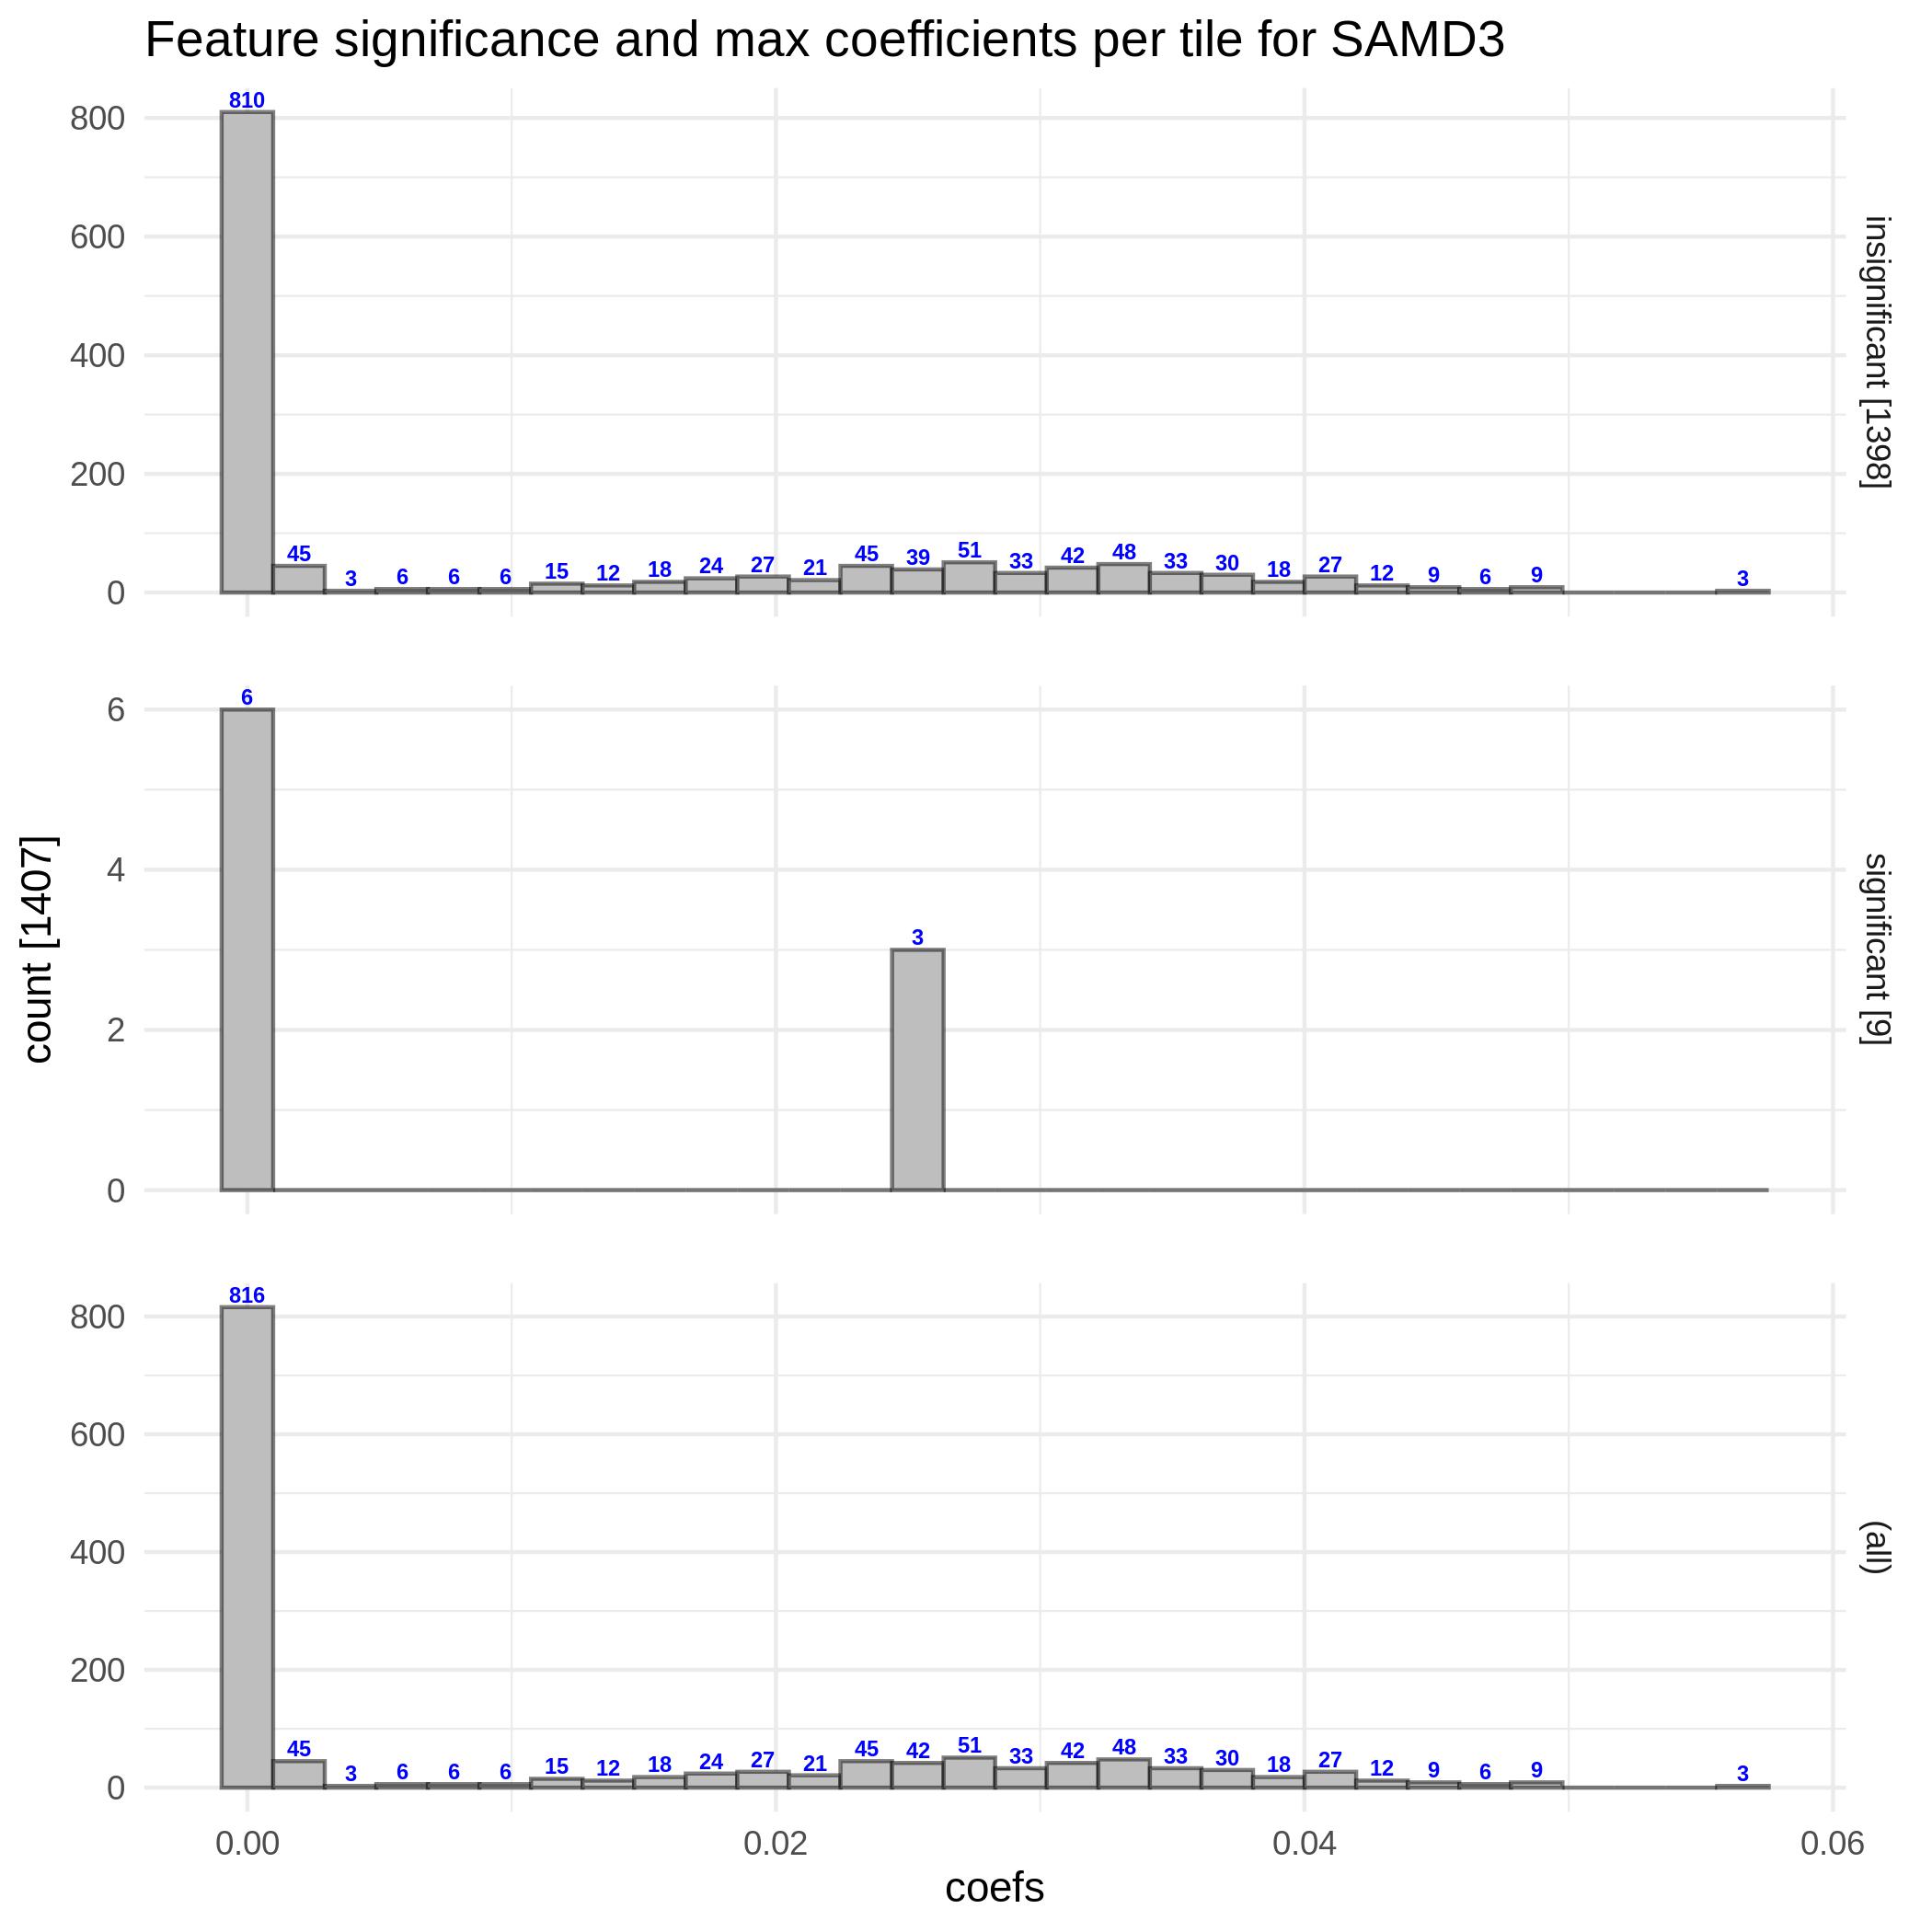 Feature significance and max coefficients per tile for SAMD3
810
800
600
400
200
0
45 3 6 6 6 15 12 18 24 27 21 45 39 51 33 42 48 33 30 18 27 12 9 6 9 3
insignificant [1398]
6
6
4
2
0
3
significant [9]
count [1407]
816
800
600
400
200
0
45 3 6 6 6 15 12 18 24 27 21 45 42 51 33 42 48 33 30 18 27 12 9 6 9 3
(all)
0.00 0.02 0.04 0.06
coefs